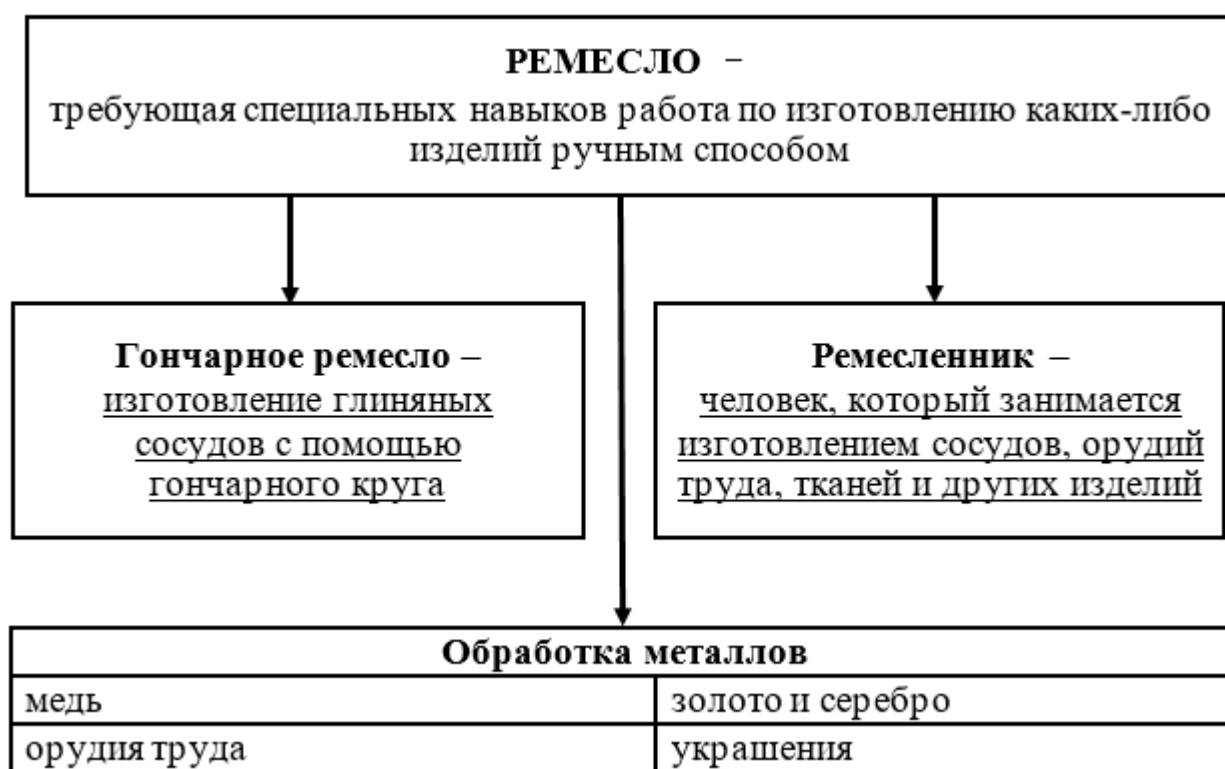 РЕМЕСЛО –
требующая специальных навыков работа по изготовлению каких-либо
изделий ручным способом
Гончарное ремесло –
изготовление глиняных
сосудов с помощью
гончарного круга
Ремесленник –
человек, который занимается
изготовлением сосудов, орудий
труда, тканей и других изделий
Обработка металлов
медь
золото и серебро
орудия труда
украшения